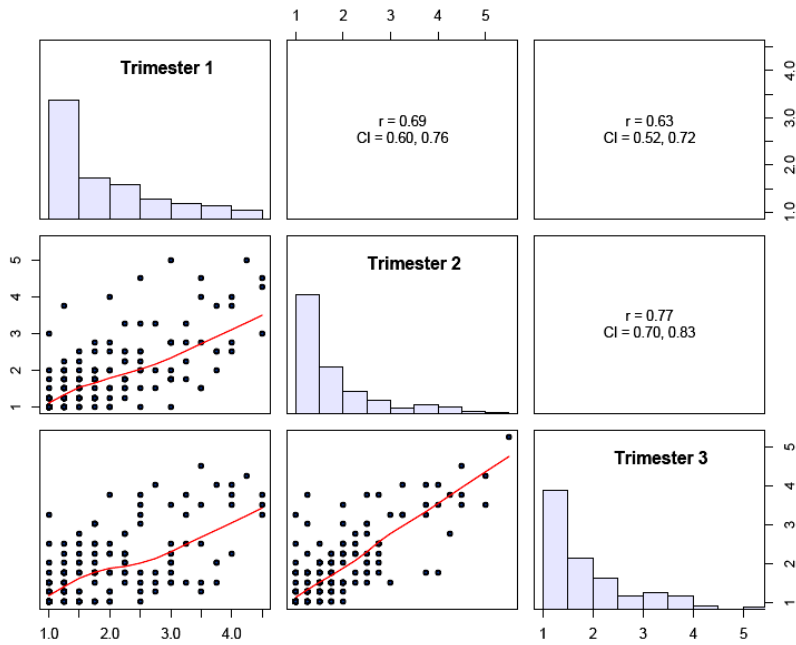 1 2 3 4 5
Trimester 1
r = 0.69
CI = 0.60, 0.76
r = 0.63
CI = 0.52, 0.72
1.0 2.0 3.0 4.0
1 2 3 4 5
Trimester 2
r = 0.77
CI = 0.70, 0.83
Trimester 3
1 2 3 4 5
1.0 2.0 3.0 4.0
1 2 3 4 5